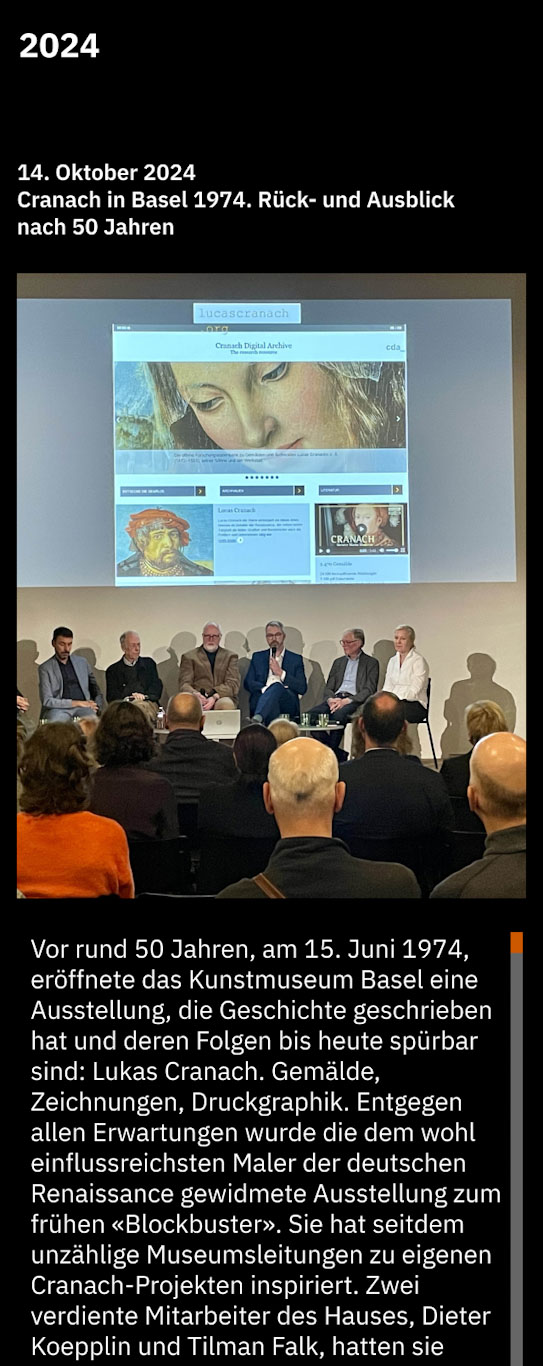 2024
14. Oktober 2024
Cranach in Basel 1974. Rück- und Ausblick
nach 50 Jahren
lucascranach
.org
Cranach Digital Archive
The research resource
cda_
Lucas Cranach
CRANACH
Vor rund 50 Jahren, am 15. Juni 1974,
eröffnete das Kunstmuseum Basel eine
Ausstellung, die Geschichte geschrieben
hat und deren Folgen bis heute spürbar
sind: Lukas Cranach. Gemälde,
Zeichnungen, Druckgraphik. Entgegen
allen Erwartungen wurde die dem wohl
einflussreichsten Maler der deutschen
Renaissance gewidmete Ausstellung zum
frühen «Blockbuster». Sie hat seitdem
unzählige Museumsleitungen zu eigenen
Cranach-Projekten inspiriert. Zwei
verdiente Mitarbeiter des Hauses, Dieter
Koepplin und Tilman Falk, hatten sie